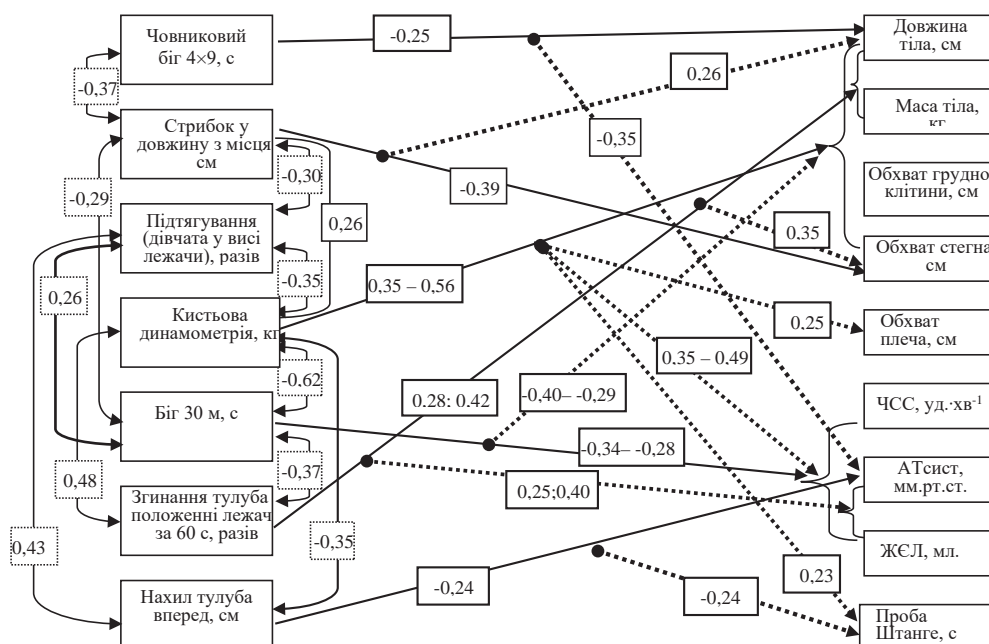 Човниковий
біг 4×9, с
Стрибок у
довжину з місця
см
Підтягування
(дівчата у висі
лежачи), разів
Кистьова
динамометрія, кг
Біг 30 м, с
Згинання тулуба
положенні лежач
за 60 с, разів
Нахил тулуба
вперед, см
-0,37
-0,29
-0,30
0,26
0,26
-0,35
-0,62
-0,37
0,48
0,43
-0,35
-0,25
0,26
-0,35
-0,39
0,35
0,35 – 0,56
0,25
0,35 – 0,49
0.28: 0.42
-0,40– -0,29
-0,34– -0,28
0,25;0,40
-0,24
-0,24
0,23
Довжина
тіла, см
Маса тіла,
кг
Обхват грудно
клітини, см
Обхват стегна
см
Обхват
плеча, см
ЧСС, уд.·хв⁻¹
АТсист,
мм.рт.ст.
ЖЄЛ, мл.
Проба
Штанге, с